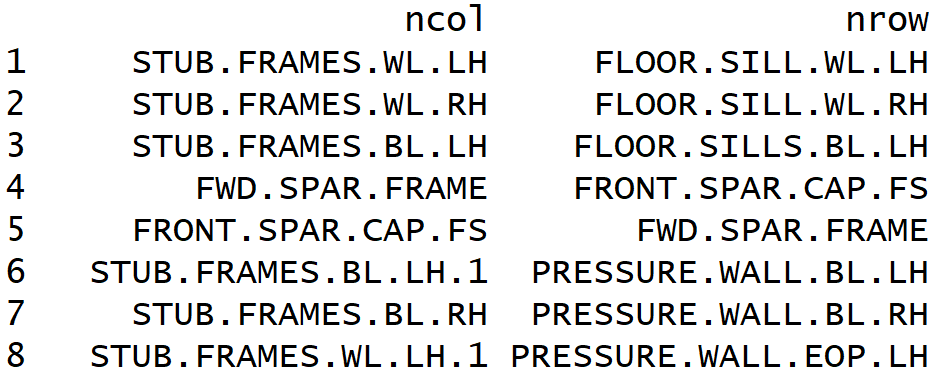 ncol nrow
1 STUB.FRAMES.WL.LH FLOOR.SILL.WL.LH
2 STUB.FRAMES.WL.RH FLOOR.SILL.WL.RH
3 STUB.FRAMES.BL.LH FLOOR.SILLS.BL.LH
4 FWD.SPAR.FRAME FRONT.SPAR.CAP.FS
5 FRONT.SPAR.CAP.FS FWD.SPAR.FRAME
6 STUB.FRAMES.BL.LH.1 PRESSURE.WALL.BL.LH
7 STUB.FRAMES.BL.RH PRESSURE.WALL.BL.RH
8 STUB.FRAMES.WL.LH.1 PRESSURE.WALL.EOP.LH